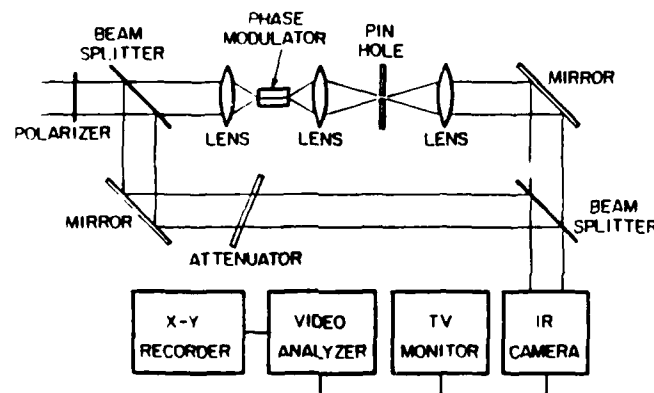 BEAM
SPLITTER
PHASE
MODULATOR
PIN
HOLE
MIRROR
POLARIZER
LENS
LENS
LENS
MIRROR
ATTENUATOR
BEAM
SPLITTER
X-Y
RECORDER
VIDEO
ANALYZER
TV
MONITOR
IR
CAMERA